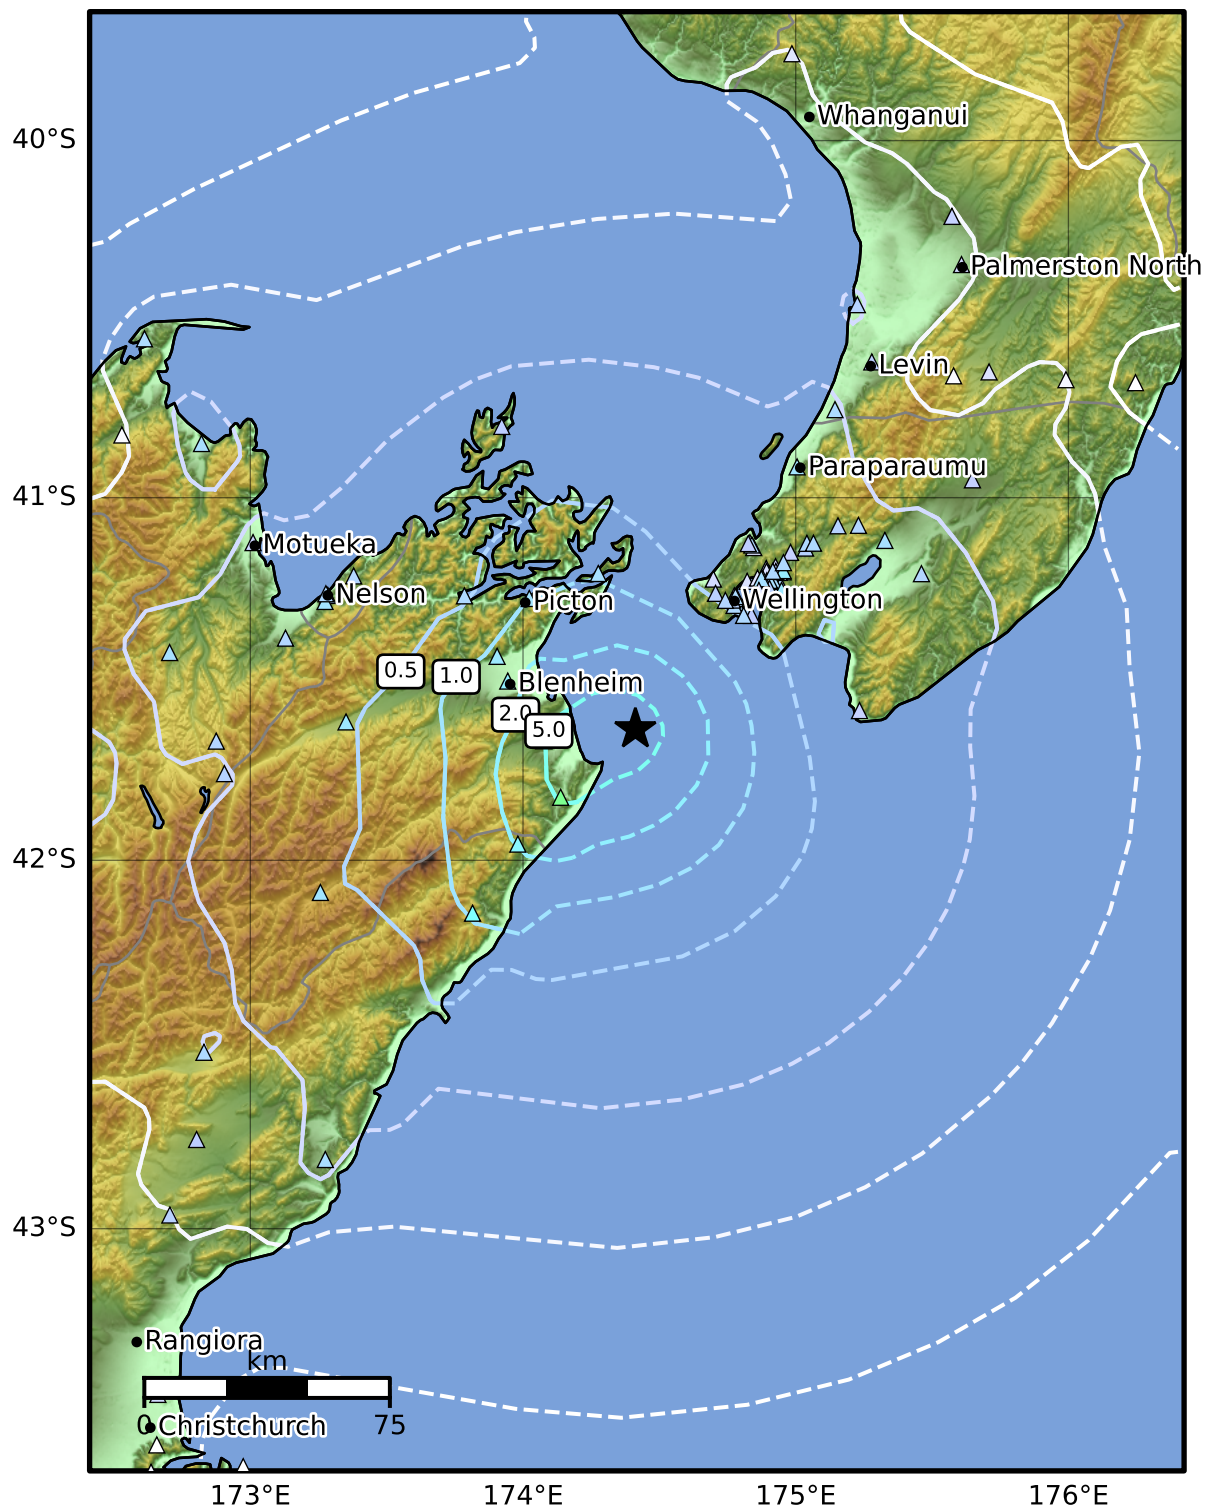 40°S
Whanganui
Palmerston North
Levin
Paraparaumu
41°S
Motueka
Nelson
Picton
Wellington
0.5
1.0
Blenheim
2.0
5.0
42°S
43°S
Rangiora
km
0
75
Christchurch
173°E
174°E
175°E
176°E